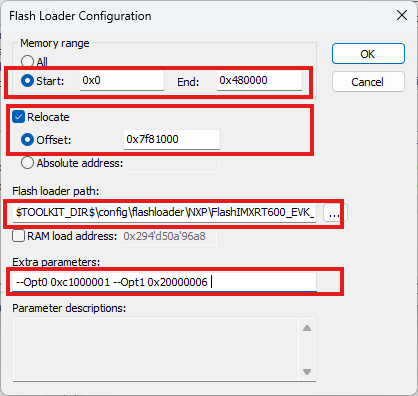 Flash Loader Configuration
Memory range
All
Start: 0x0 End: 0x480000
OK
Cancel
Relocate
Offset: 0x7f81000
Absolute address:
Flash loader path:
$TOOLKIT_DIR$\config\flashloader\NXP\FlashIMXRT600_EVK_ ...
RAM load address: 0x294'd50a'96a8
Extra parameters:
--Opt0 0xc1000001 --Opt1 0x20000006
Parameter descriptions: